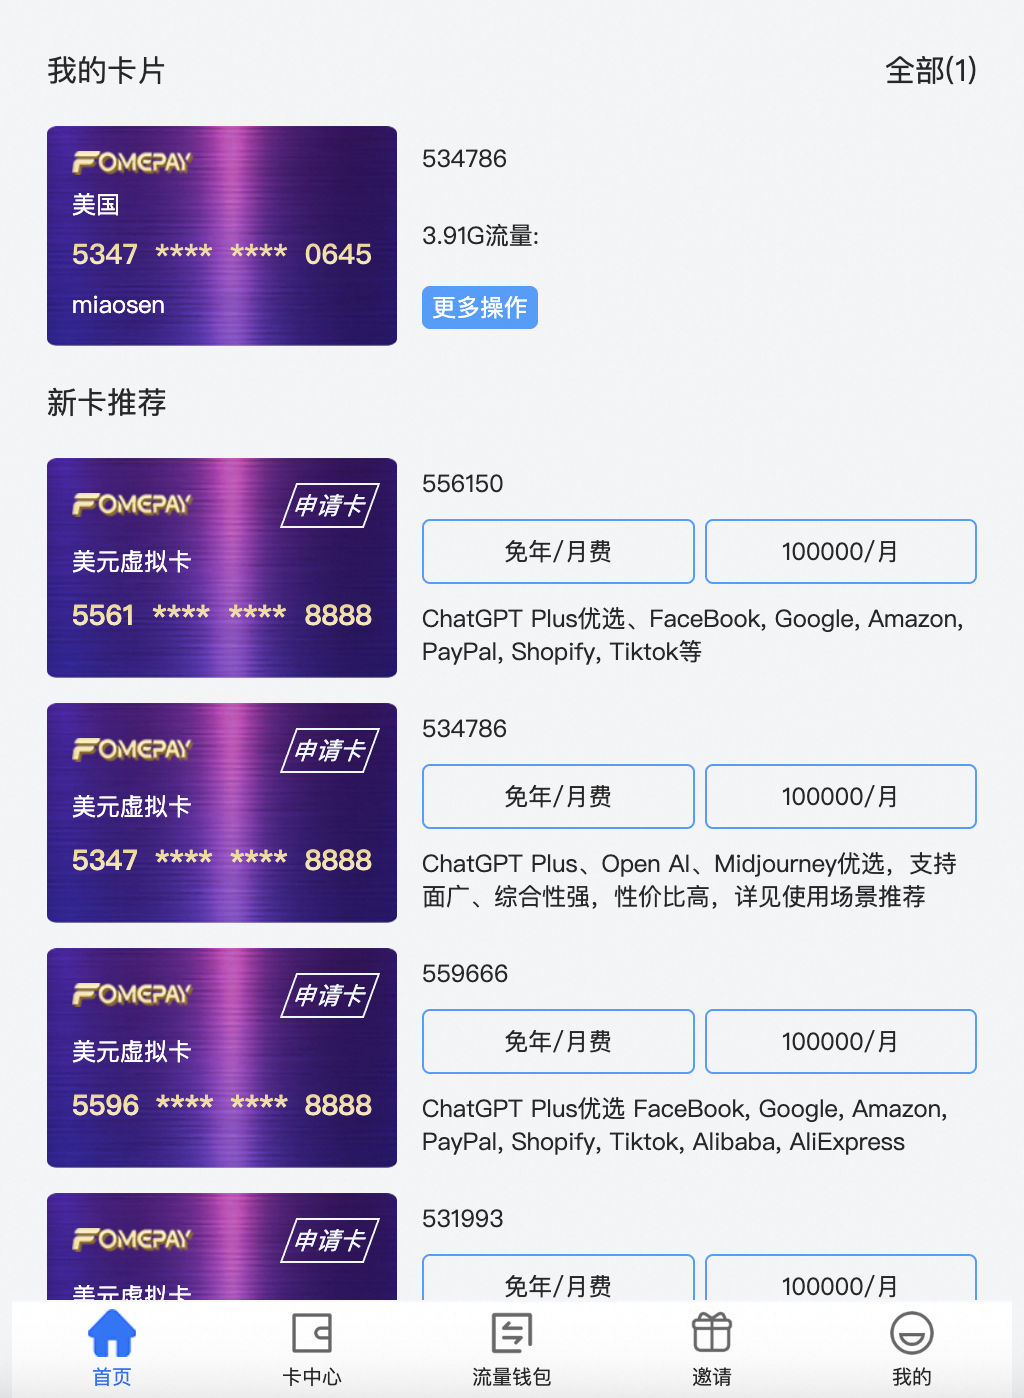 我的卡片
全部(1)
FOMEPAY
美国
5347 **** **** 0645
miaosen
534786
3.91G流量:
更多操作
新卡推荐
FOMEPAY
申请卡
美元虚拟卡
5561 **** **** 8888
556150
免年/月费
100000/月
ChatGPT Plus优选、FaceBook, Google, Amazon,
PayPal, Shopify, Tiktok等
FOMEPAY
申请卡
美元虚拟卡
5347 **** **** 8888
534786
免年/月费
100000/月
ChatGPT Plus、Open AI、Midjourney优选，支持
面广、综合性强，性价比高，详见使用场景推荐
FOMEPAY
申请卡
美元虚拟卡
5596 **** **** 8888
559666
免年/月费
100000/月
ChatGPT Plus优选 FaceBook, Google, Amazon,
PayPal, Shopify, Tiktok, Alibaba, AliExpress
FOMEPAY
申请卡
美元虚拟卡
531993
免年/月费
100000/月
首页
卡中心
流量钱包
邀请
我的